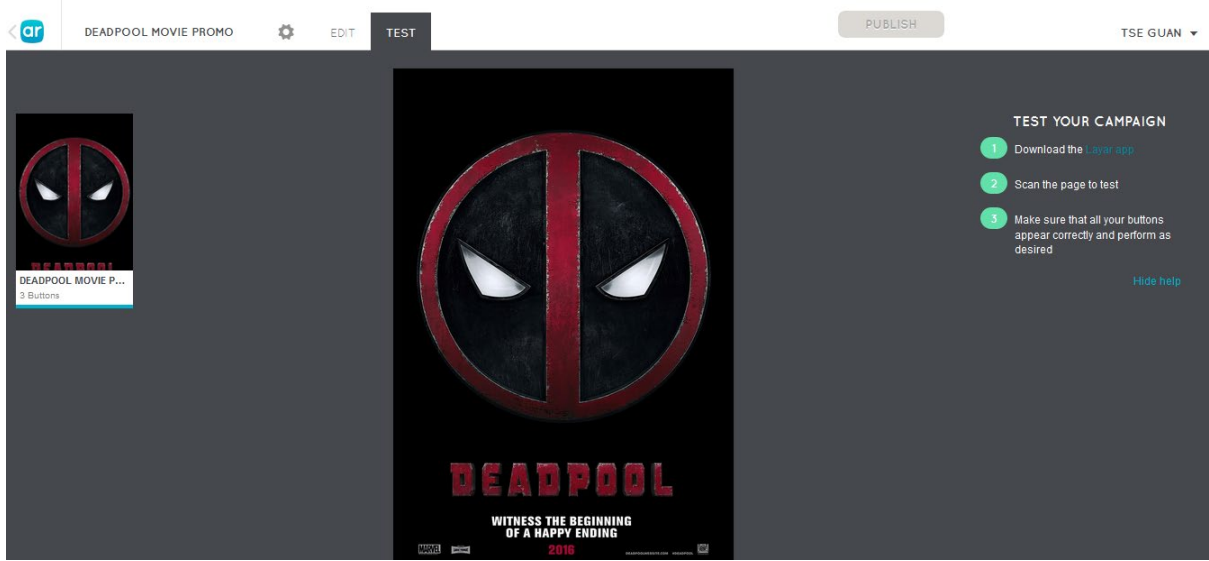 ar
DEADPOOL MOVIE PROMO
EDIT
TEST
PUBLISH
TSE GUAN
DEADPOOL
DEADPOOL MOVIE P...
3 Buttons
DEADPOOL
WITNESS THE BEGINNING
OF A HAPPY ENDING
MARVEL
2016
TEST YOUR CAMPAIGN
1 Download the Layar app
2 Scan the page to test
3 Make sure that all your buttons
appear correctly and perform as
desired
Hide help